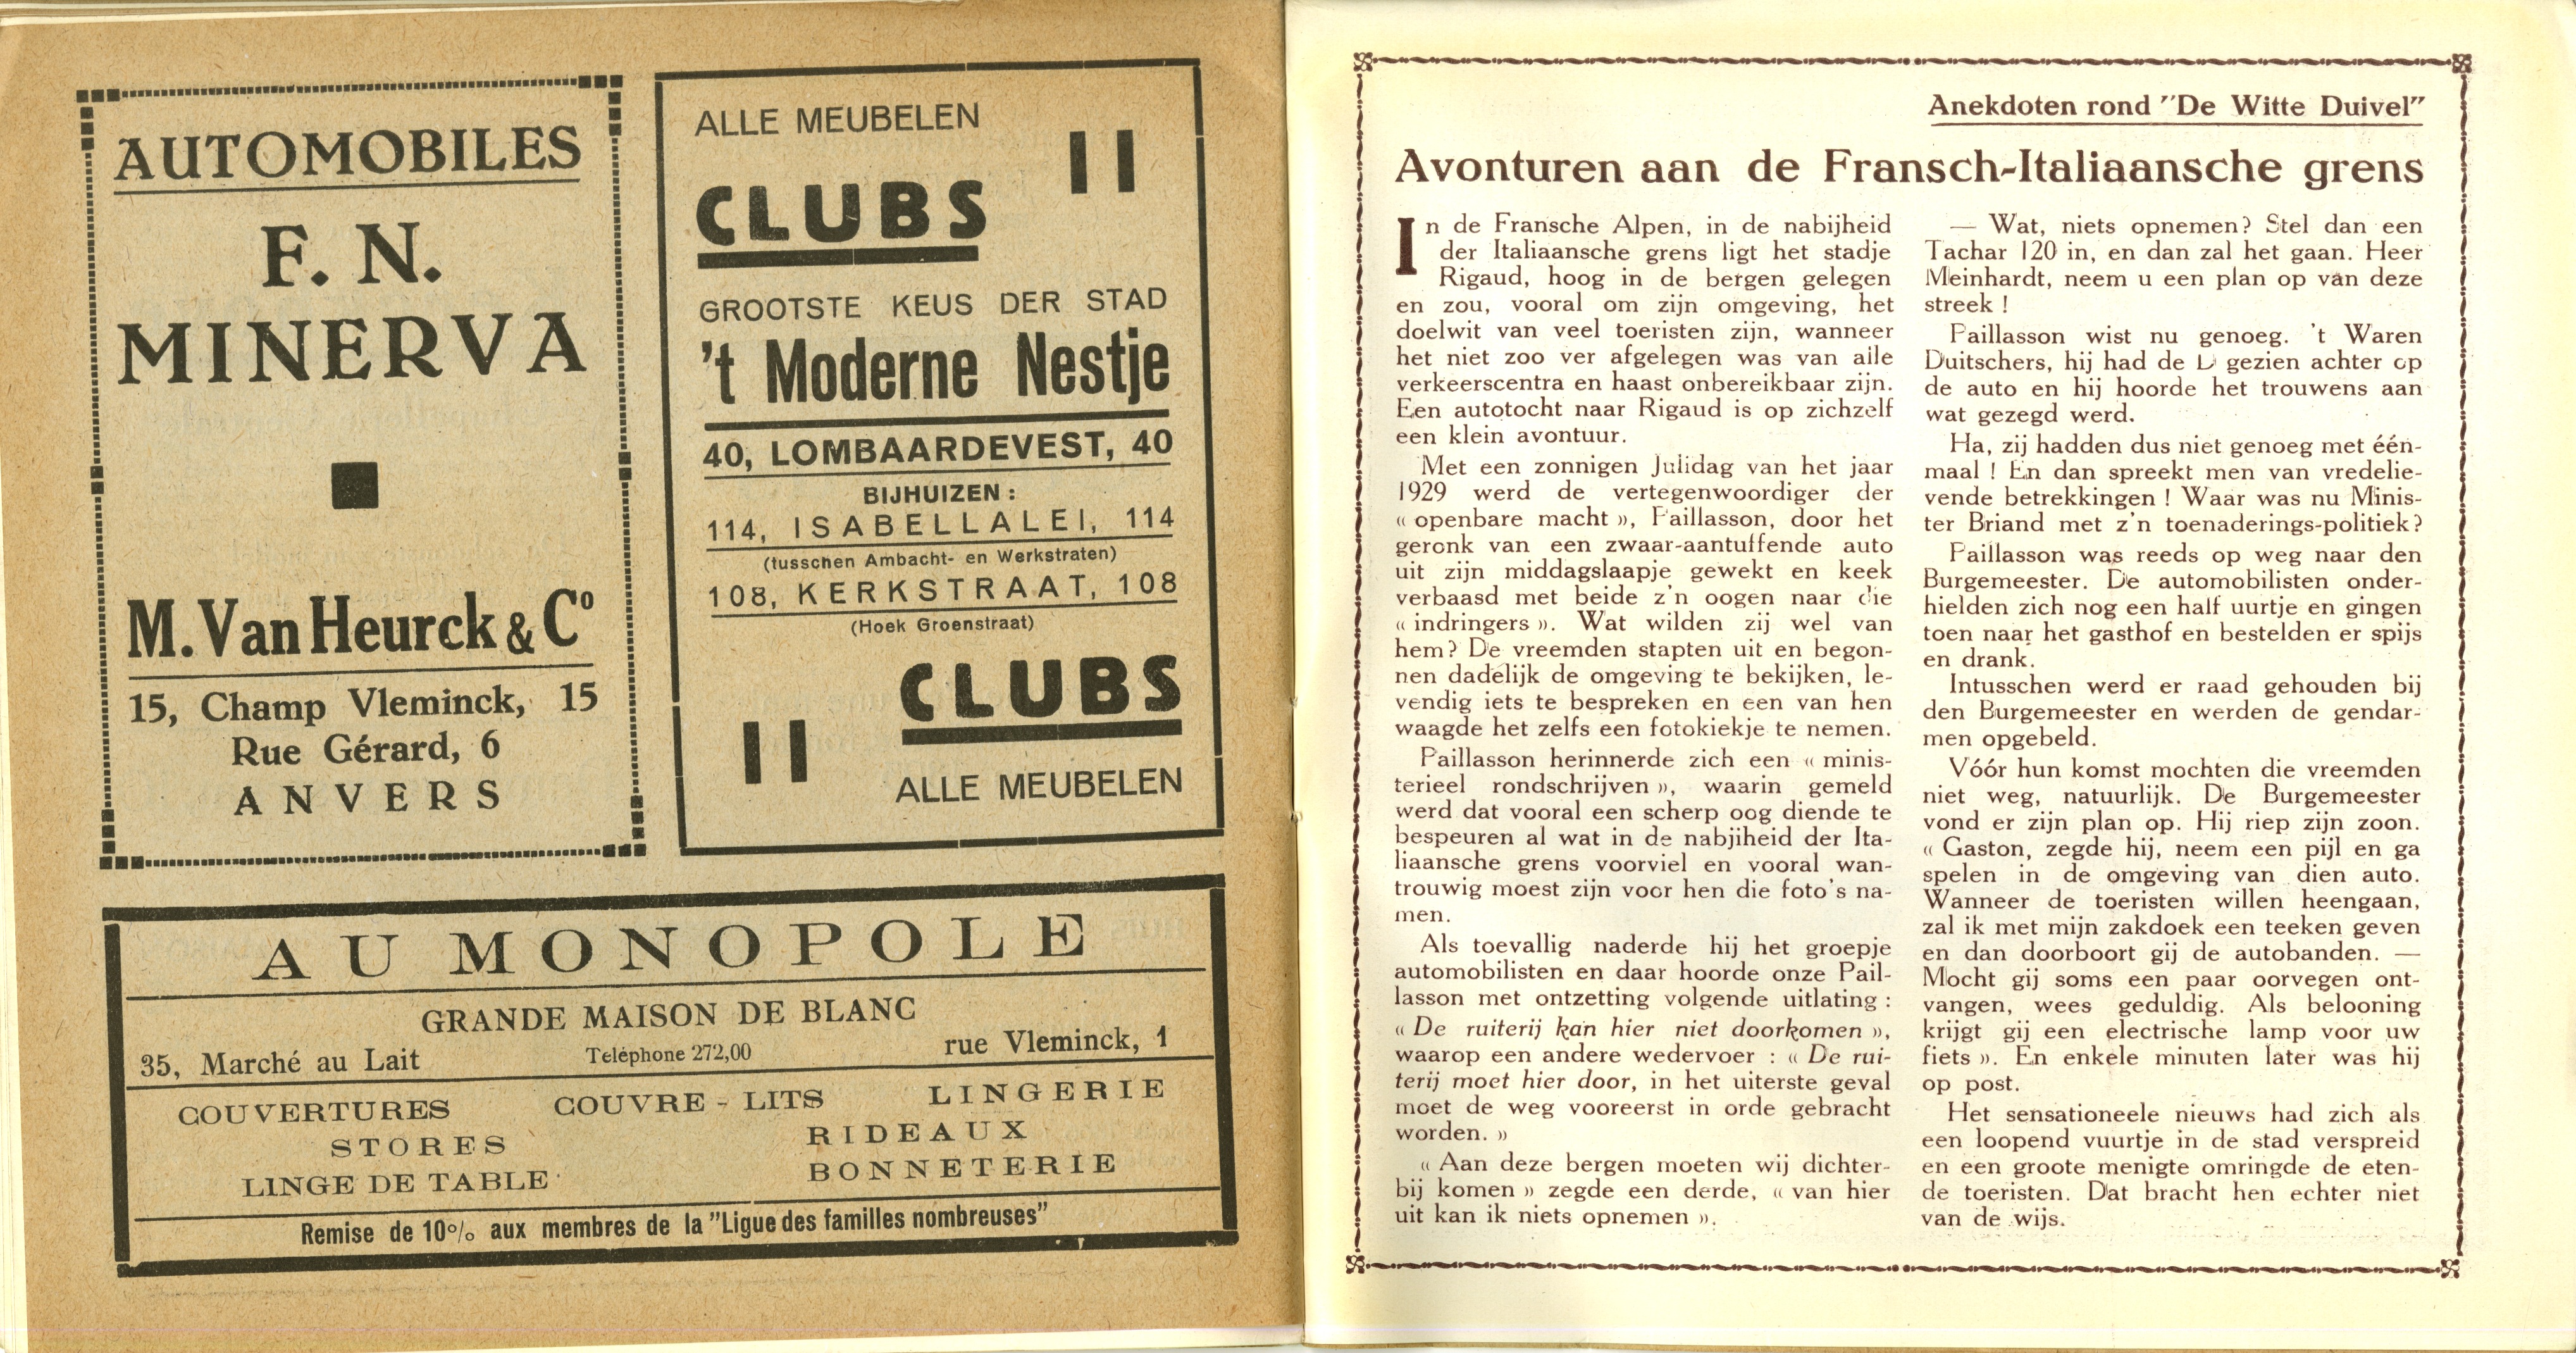 AUTOMOBILES
F. N.
MINERVA
M. Van Heurck & Cº
15, Champ Vleminck, 15
Rue Gérard, 6
ANVERS
ALLE MEUBELEN
CLUBS
GROOTSTE KEUS DER STAD
't Moderne Nestje
40, LOMBAARDEVEST, 40
BIJHUIZEN :
114, ISABELLALEI, 114
(tusschen Ambacht- en Werkstraten)
108, KERKSTRAAT, 108
(Hoek Groenstraat)
CLUBS
ALLE MEUBELEN
AU MONOPOLE
GRANDE MAISON DE BLANC
35, Marché au Lait Teléphone 272,00 rue Vleminck, 1
COUVERTURES COUVRE - LITS LINGERIE
STORES RIDEAUX
LINGE DE TABLE BONNETERIE
Remise de 10% aux membres de la "Ligue des familles nombreuses"
Anekdoten rond "De Witte Duivel"
Avonturen aan de Fransch-Italiaansche grens
In de Fransche Alpen, in de nabijheid
der Italiaansche grens ligt het stadje
Rigaud, hoog in de bergen gelegen
en zou, vooral om zijn omgeving, het
doelwit van veel toeristen zijn, wanneer
het niet zoo ver afgelegen was van alle
verkeerscentra en haast onbereikbaar zijn.
Een autotocht naar Rigaud is op zichzelf
een klein avontuur.
Met een zonnigen Julidag van het jaar
1929 werd de vertegenwoordiger der
« openbare macht », Paillasson, door het
geronk van een zwaar-aantuffende auto
uit zijn middagslaapje gewekt en keek
verbaasd met beide z'n oogen naar die
« indringers ». Wat wilden zij wel van
hem? De vreemden stapten uit en begon-
nen dadelijk de omgeving te bekijken, le-
vendig iets te bespreken en een van hen
waagde het zelfs een fotokiekje te nemen.
Paillasson herinnerde zich een « minis-
terieel rondschrijven », waarin gemeld
werd dat vooral een scherp oog diende te
bespeuren al wat in de nabjiheid der Ita-
liaansche grens voorviel en vooral wan-
trouwig moest zijn voor hen die foto's na-
men.
Als toevallig naderde hij het groepje
automobilisten en daar hoorde onze Pail-
lasson met ontzetting volgende uitlating :
« De ruiterij kan hier niet doorkomen »,
waarop een andere wedervoer : « De rui-
terij moet hier door, in het uiterste geval
moet de weg vooreerst in orde gebracht
worden. »
« Aan deze bergen moeten wij dichter-
bij komen » zegde een derde, « van hier
uit kan ik niets opnemen ».
— Wat, niets opnemen? Stel dan een
Tachar 120 in, en dan zal het gaan. Heer
Meinhardt, neem u een plan op van deze
streek !
Paillasson wist nu genoeg. 't Waren
Duitschers, hij had de D gezien achter op
de auto en hij hoorde het trouwens aan
wat gezegd werd.
Ha, zij hadden dus niet genoeg met één-
maal ! En dan spreekt men van vredelie-
vende betrekkingen ! Waar was nu Minis-
ter Briand met z'n toenaderings-politiek?
Paillasson was reeds op weg naar den
Burgemeester. De automobilisten onder-
hielden zich nog een half uurtje en gingen
toen naar het gasthof en bestelden er spijs
en drank.
Intusschen werd er raad gehouden bij
den Burgemeester en werden de gendar-
men opgebeld.
Vóór hun komst mochten die vreemden
niet weg, natuurlijk. De Burgemeester
vond er zijn plan op. Hij riep zijn zoon.
« Gaston, zegde hij, neem een pijl en ga
spelen in de omgeving van dien auto.
Wanneer de toeristen willen heengaan,
zal ik met mijn zakdoek een teeken geven
en dan doorboort gij de autobanden. —
Mocht gij soms een paar oorvegen ont-
vangen, wees geduldig. Als belooning
krijgt gij een electrische lamp voor uw
fiets ». En enkele minuten later was hij
op post.
Het sensationeele nieuws had zich als
een loopend vuurtje in de stad verspreid
en een groote menigte omringde de eten-
de toeristen. Dat bracht hen echter niet
van de wijs.